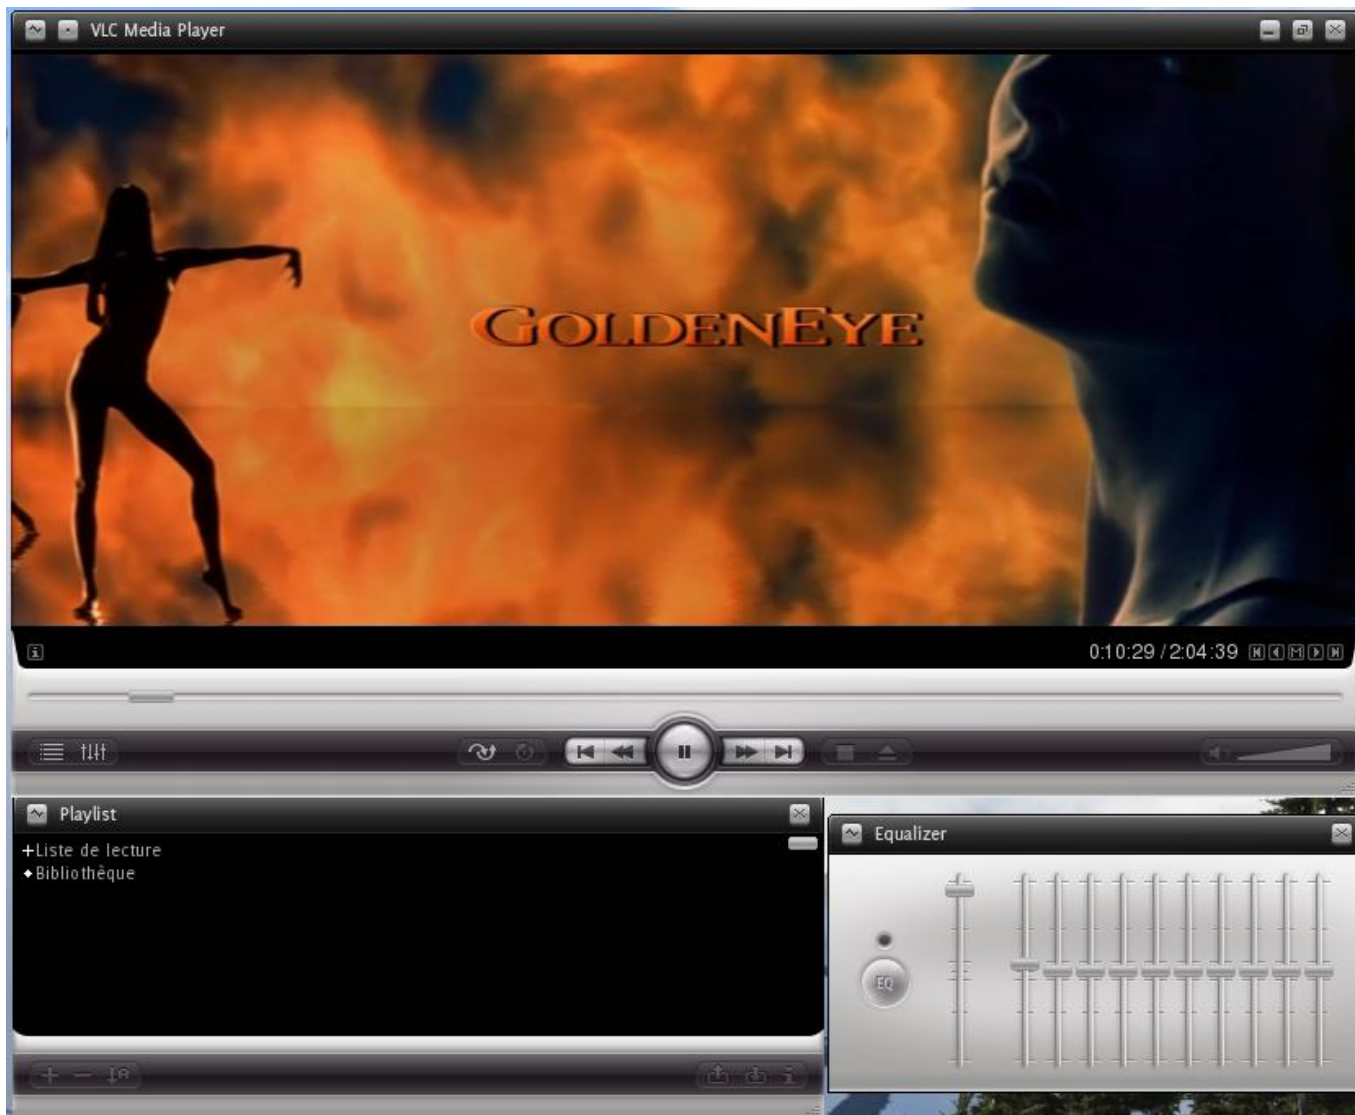 VLC Media Player
GOLDENEYE
0:10:29 / 2:04:39
Playlist
+Liste de lecture
Bibliothèque
Equalizer
EQ